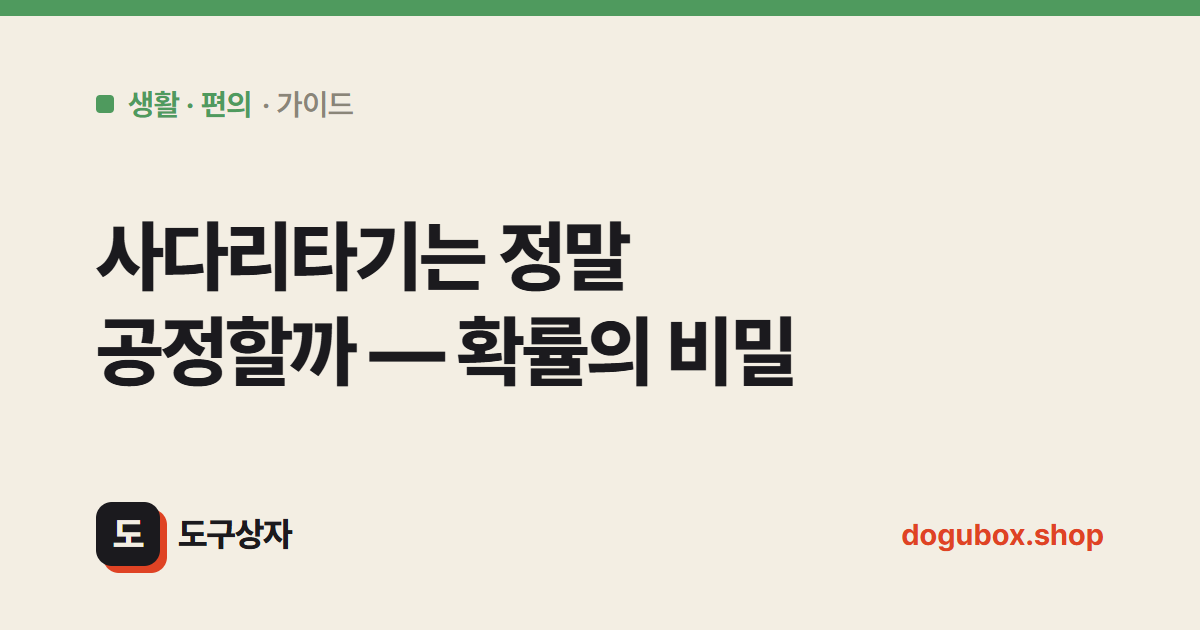 생활 · 편의 · 가이드
사다리타기는 정말
공정할까 — 확률의 비밀
도 도구상자
dogubox.shop